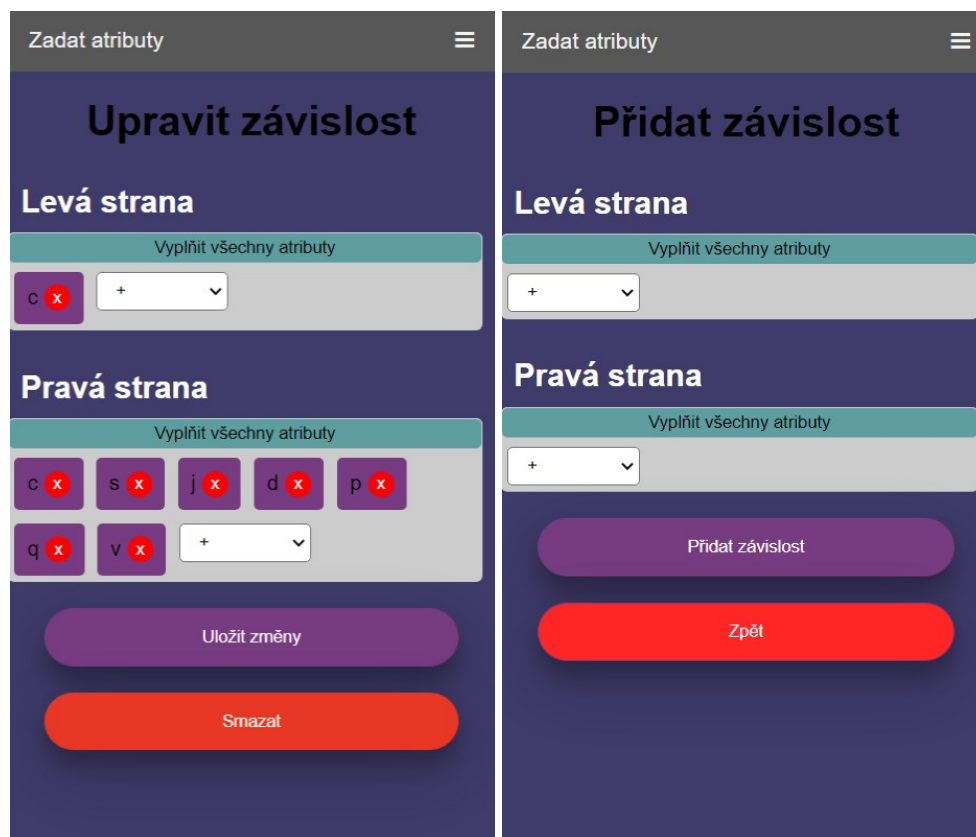 Zadat atributy
Upravit závislost
Levá strana
Vyplňit všechny atributy
c x +
Pravá strana
Vyplňit všechny atributy
c x s x j x d x p x
q x v x +
Uložit změny
Smazat
Zadat atributy
Přidat závislost
Levá strana
Vyplňit všechny atributy
+
Pravá strana
Vyplňit všechny atributy
+
Přidat závislost
Zpět